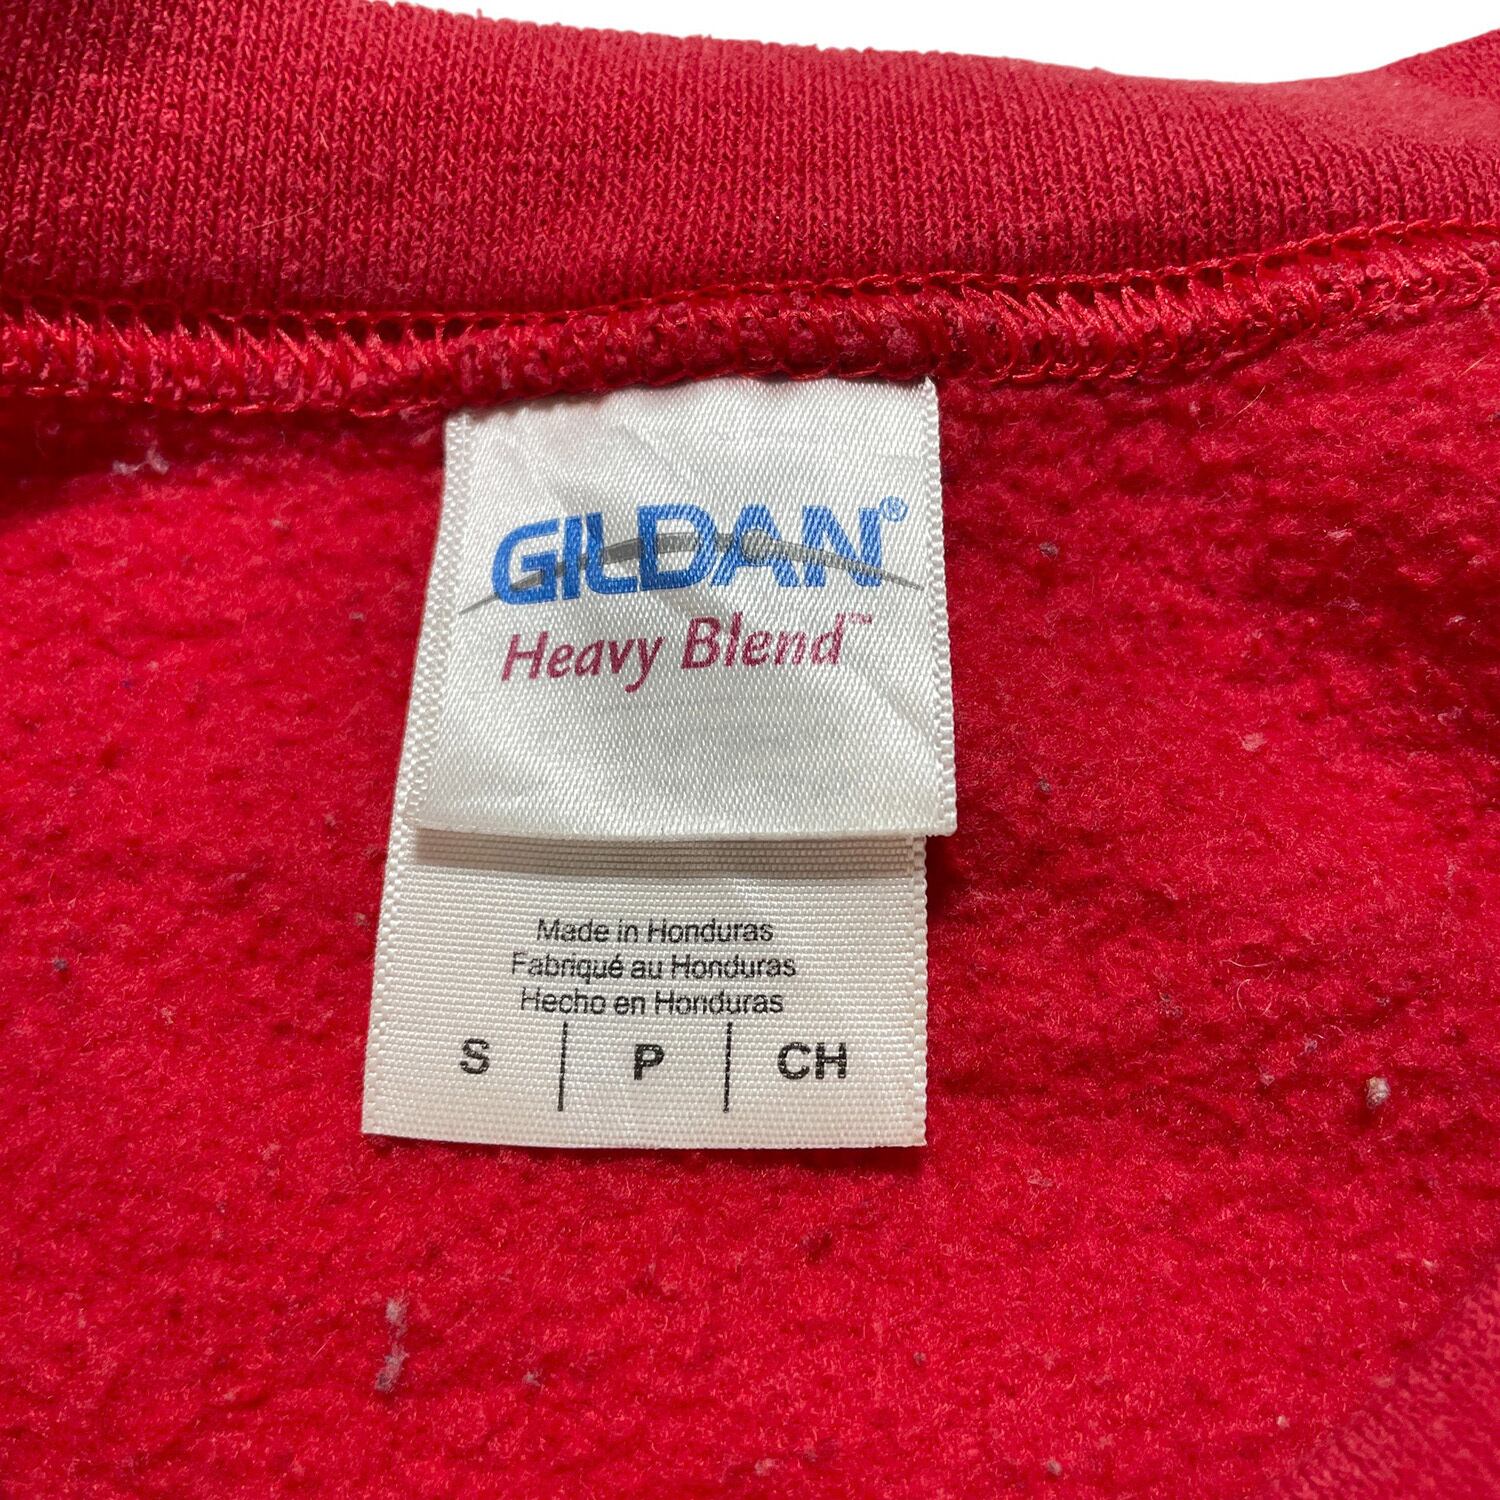 GILDAN®
Heavy Blend™
Made in Honduras
Fabriqué au Honduras
Hecho en Honduras
S | P | CH